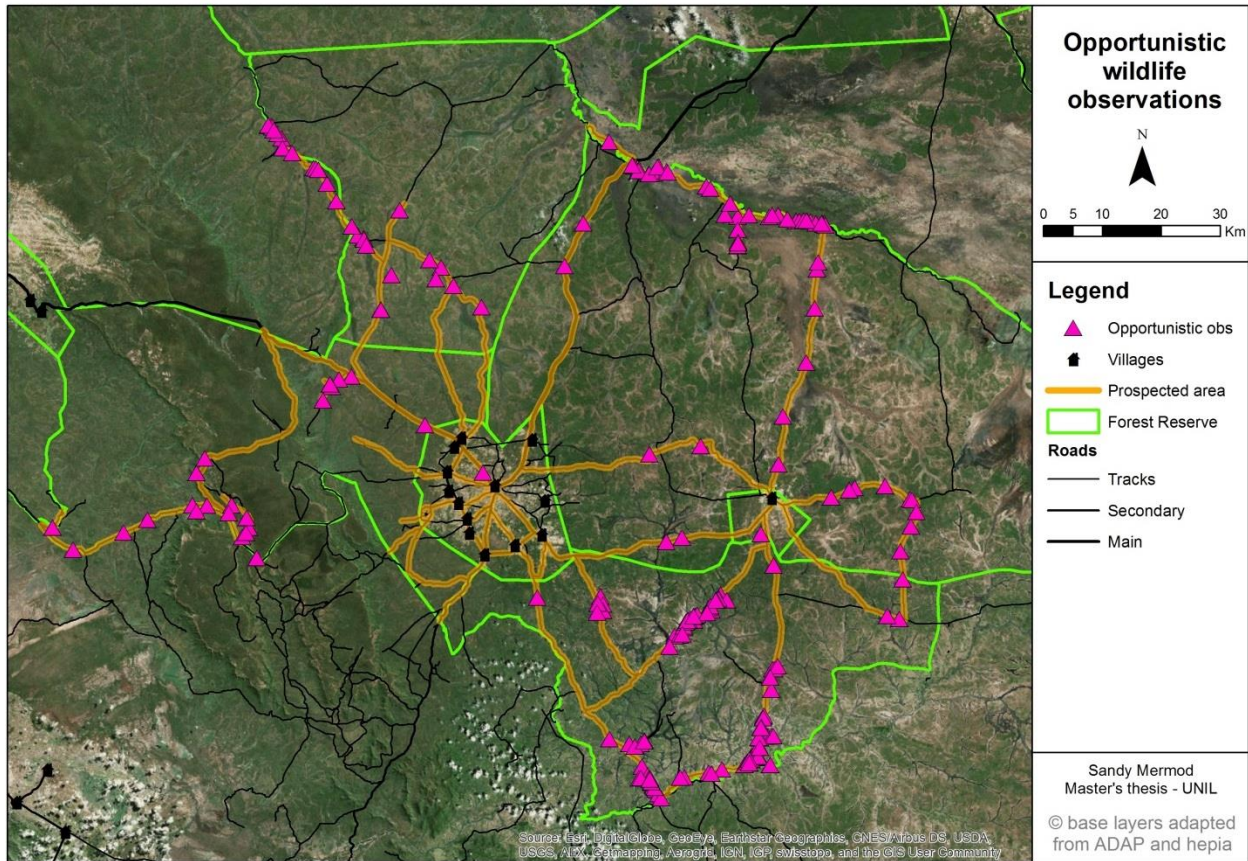 Opportunistic
wildlife
observations
N
0 5 10 20 30
Km
Legend
Opportunistic obs
Villages
Prospected area
Forest Reserve
Roads
Tracks
Secondary
Main
Sandy Mermod
Master's thesis - UNIL
© base layers adapted
from ADAP and hepia
Source: Esri, DigitalGlobe, GeoEye, Earthstar Geographics, CNES/Airbus DS, USDA,
USGS, AEX, Getmapping, Aerogrid, IGN, IGP, swisstopo, and the GIS User Community